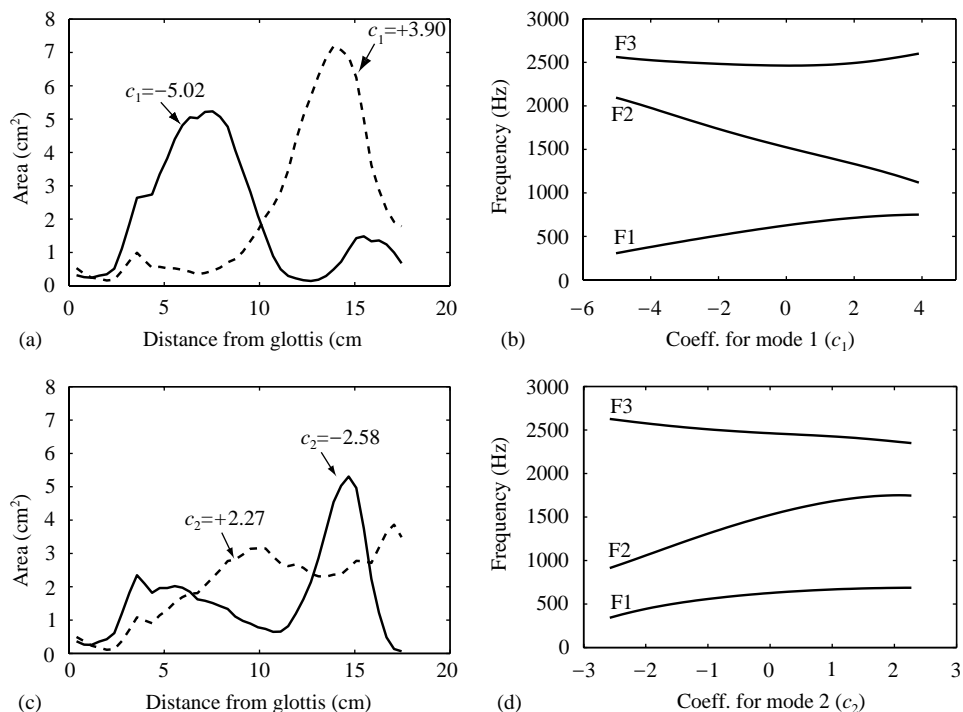 8
7
6
5
4
3
2
1
0
Area (cm²)
c₁=−5.02
c₁=+3.90
0
5
10
15
20
(a)
Distance from glottis (cm
3000
2500
2000
1500
1000
500
0
Frequency (Hz)
F3
F2
F1
−6
−4
−2
0
2
4
(b)
Coeff. for mode 1 (c₁)
8
7
6
5
4
3
2
1
0
Area (cm²)
c₂=−2.58
c₂=+2.27
0
5
10
15
20
(c)
Distance from glottis (cm)
3000
2500
2000
1500
1000
500
0
Frequency (Hz)
F3
F2
F1
−3
−2
−1
0
1
2
3
(d)
Coeff. for mode 2 (c₂)